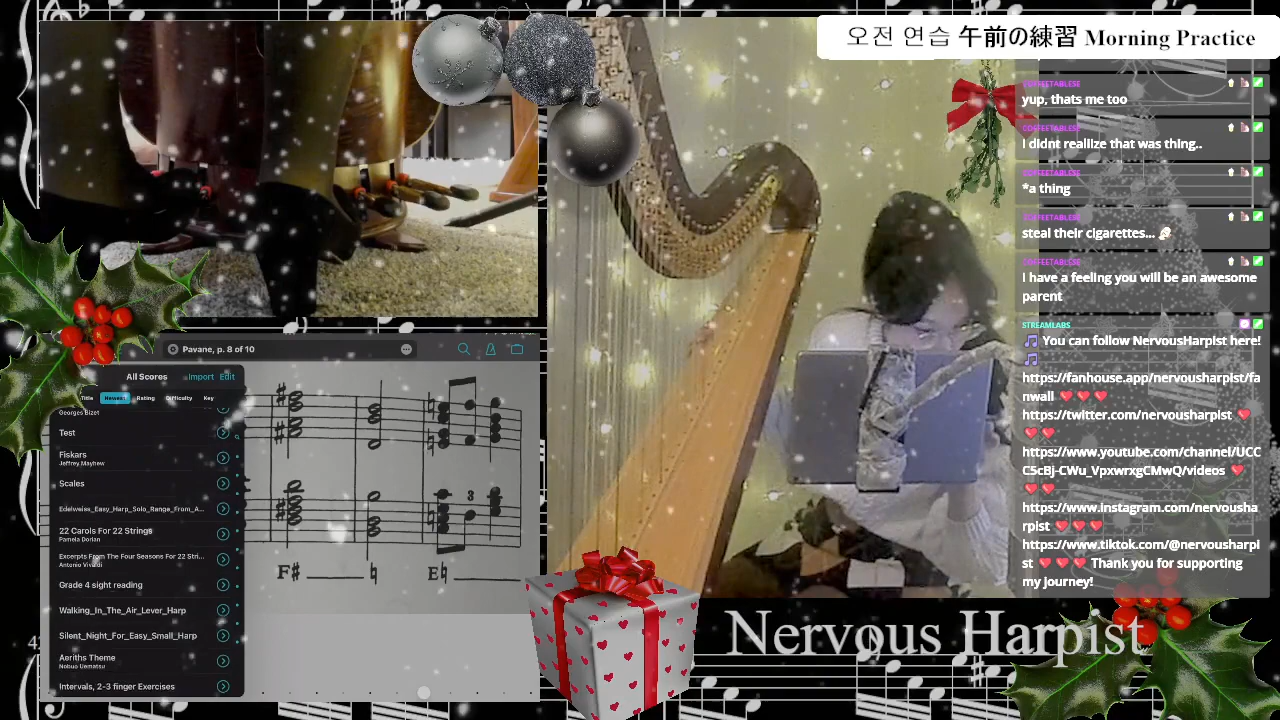 오전 연습 午前の練習 Morning Practice
COFFEETABLESE
yup, thats me too
COFFEETABLESE
I didnt reallize that was thing..
COFFEETABLESE
*a thing
COFFEETABLESE
steal their cigarettes...
COFFEETABLESE
I have a feeling you will be an awesome
parent
STREAMLABS
You can follow NervousHarpist here!
https://fanhouse.app/nervousharpist/fa
nwall
https://twitter.com/nervousharpist
https://www.youtube.com/channel/UCC
C5cBj-CWu_VpxwrxgCMwQ/videos
https://www.instagram.com/nervousha
rpist
https://www.tiktok.com/@nervousharpi
st Thank you for supporting
my journey!
Pavane, p. 8 of 10
All Scores Import Edit
Title Newest Rating Difficulty Key
Georges Bizet
Test
Fiskars
Jeffrey Mayhew
Scales
Edelweiss_Easy_Harp_Solo_Range_From_A...
22 Carols For 22 Strings
Pamela Dorian
Excerpts From The Four Seasons For 22 Stri...
Antonio Vivaldi
Grade 4 sight reading
Walking_In_The_Air_Lever_Harp
Silent_Night_For_Easy_Small_Harp
Aeriths Theme
Nobuo Uematsu
Intervals, 2-3 finger Exercises
3
F# ♮ E♮
Nervous Harpist